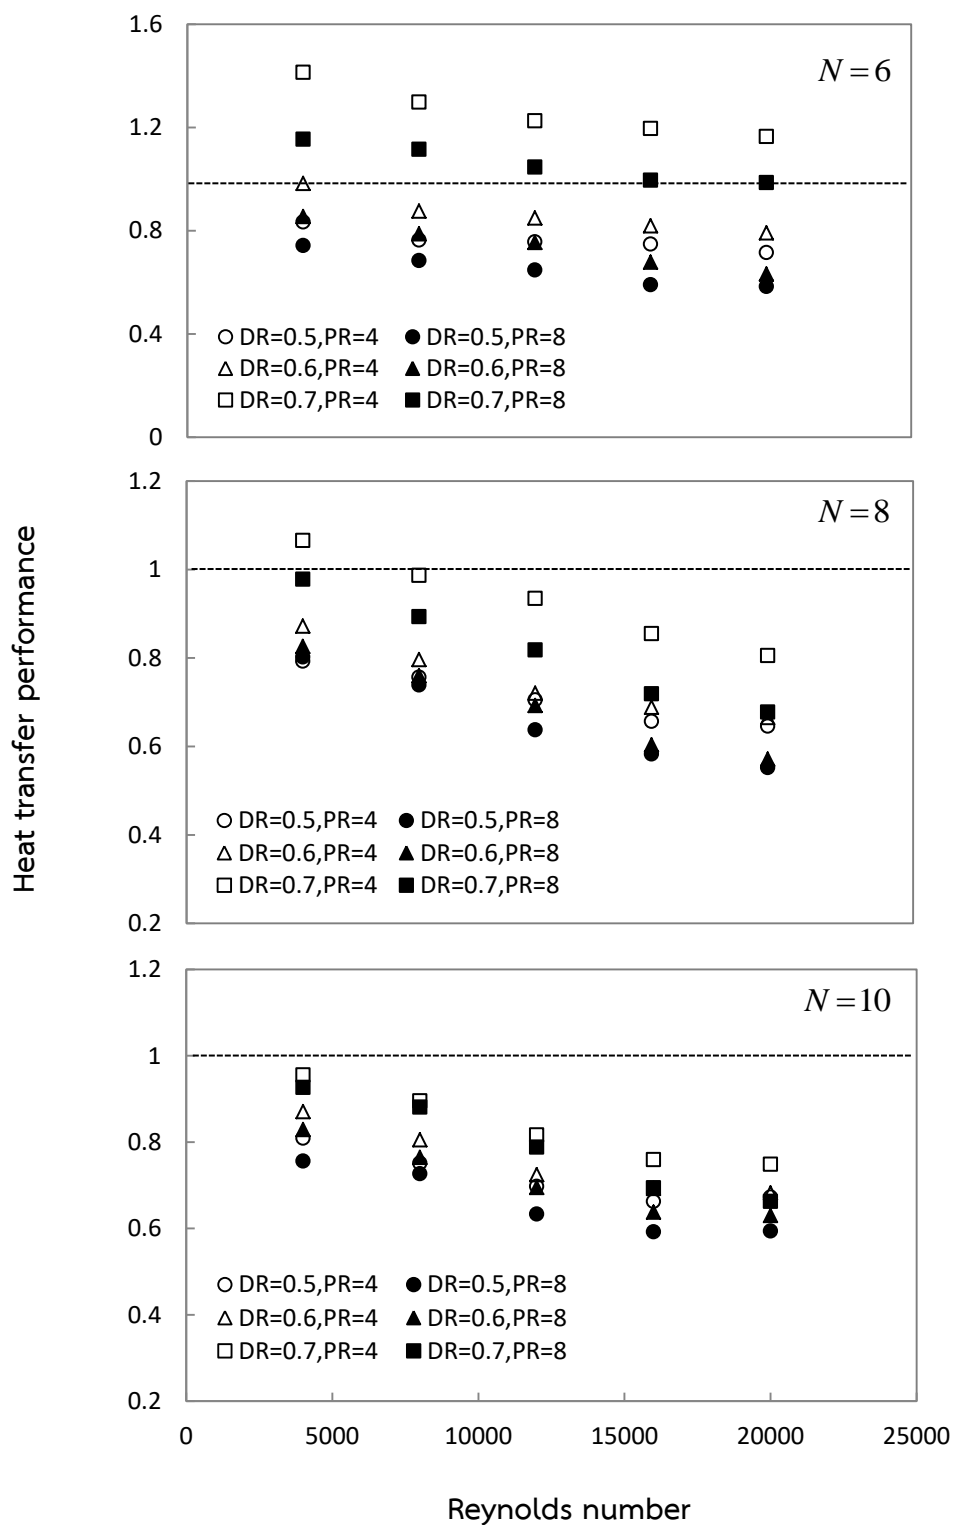 1.6
N = 6
1.2
0.8
0.4
DR=0.5,PR=4 DR=0.5,PR=8
DR=0.6,PR=4 DR=0.6,PR=8
DR=0.7,PR=4 DR=0.7,PR=8
0
1.2
N = 8
1
0.8
0.6
0.4
DR=0.5,PR=4 DR=0.5,PR=8
DR=0.6,PR=4 DR=0.6,PR=8
DR=0.7,PR=4 DR=0.7,PR=8
0.2
Heat transfer performance
1.2
N = 10
1
0.8
0.6
0.4
DR=0.5,PR=4 DR=0.5,PR=8
DR=0.6,PR=4 DR=0.6,PR=8
DR=0.7,PR=4 DR=0.7,PR=8
0.2
0 5000 10000 15000 20000 25000
Reynolds number